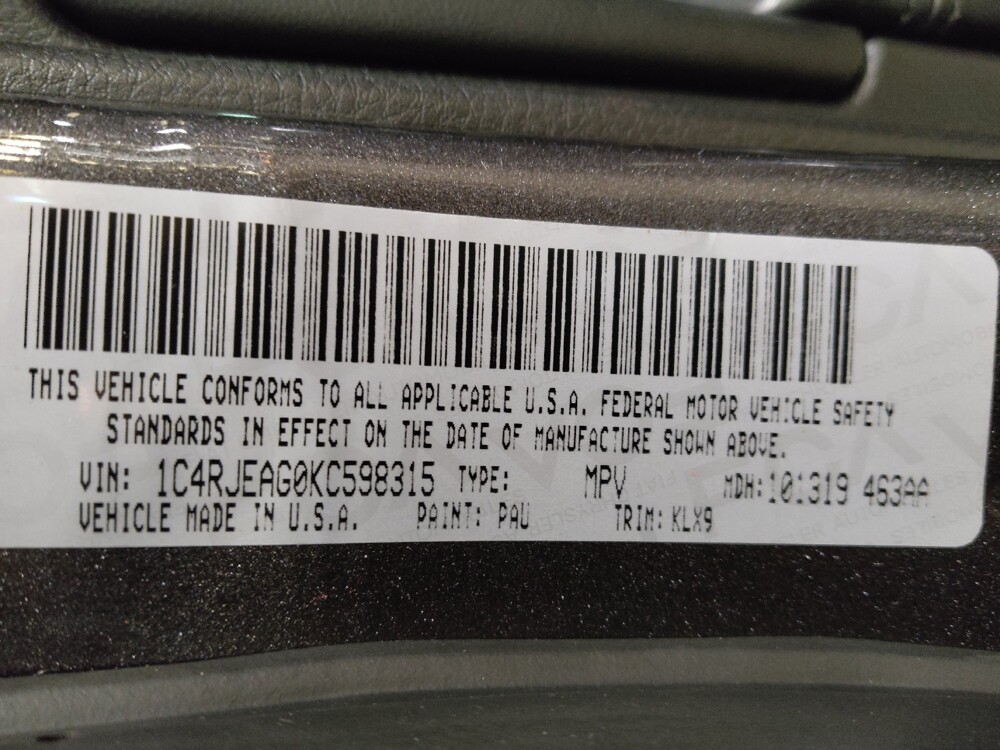 THIS VEHICLE CONFORMS TO ALL APPLICABLE U.S.A. FEDERAL MOTOR VEHICLE SAFETY
STANDARDS IN EFFECT ON THE DATE OF MANUFACTURE SHOWN ABOVE.
VIN: 1C4RJEAG0KC598315 TYPE: MPV MDH:101319 463AA
VEHICLE MADE IN U.S.A. PAINT: PAU TRIM: KLX9